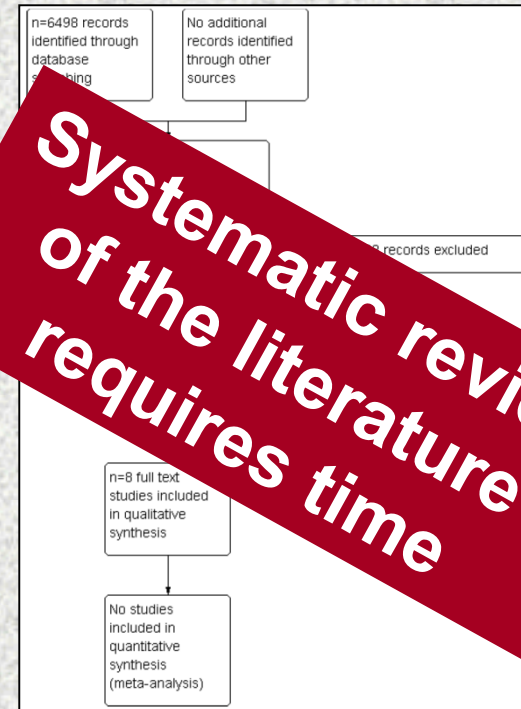 n=6498 records
identified through
database
No additional
records identified
through other
sources
records excluded
Systematic
of the literature
requires time
n=8 full text
studies included
in qualitative
synthesis
No studies
included in
quantitative
synthesis
(meta-analysis)